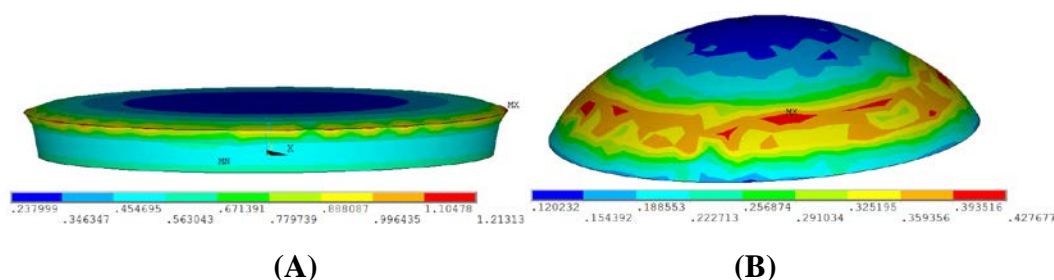 MX
X
MN
.237999 .454695 .671391 .888087 1.10478
.346347 .563043 .779739 .996435 1.21313
(A)
MX
.120232 .188553 .256874 .325195 .393516
.154392 .222713 .291034 .359356 .427677
(B)